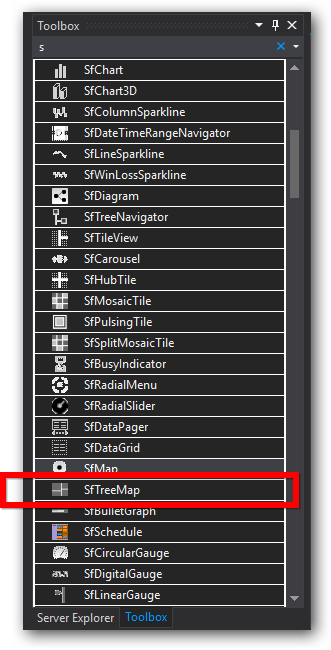 Toolbox
s
SfChart
SfChart3D
SfColumnSparkline
SfDateTimeRangeNavigator
SfLineSparkline
SfWinLossSparkline
SfDiagram
SfTreeNavigator
SfTileView
SfCarousel
SfHubTile
SfMosaicTile
SfPulsingTile
SfSplitMosaicTile
SfBusyIndicator
SfRadialMenu
SfRadialSlider
SfDataPager
SfDataGrid
SfMap
SfTreeMap
SfBulletGraph
SfSchedule
SfCircularGauge
SfDigitalGauge
SfLinearGauge
Server Explorer Toolbox